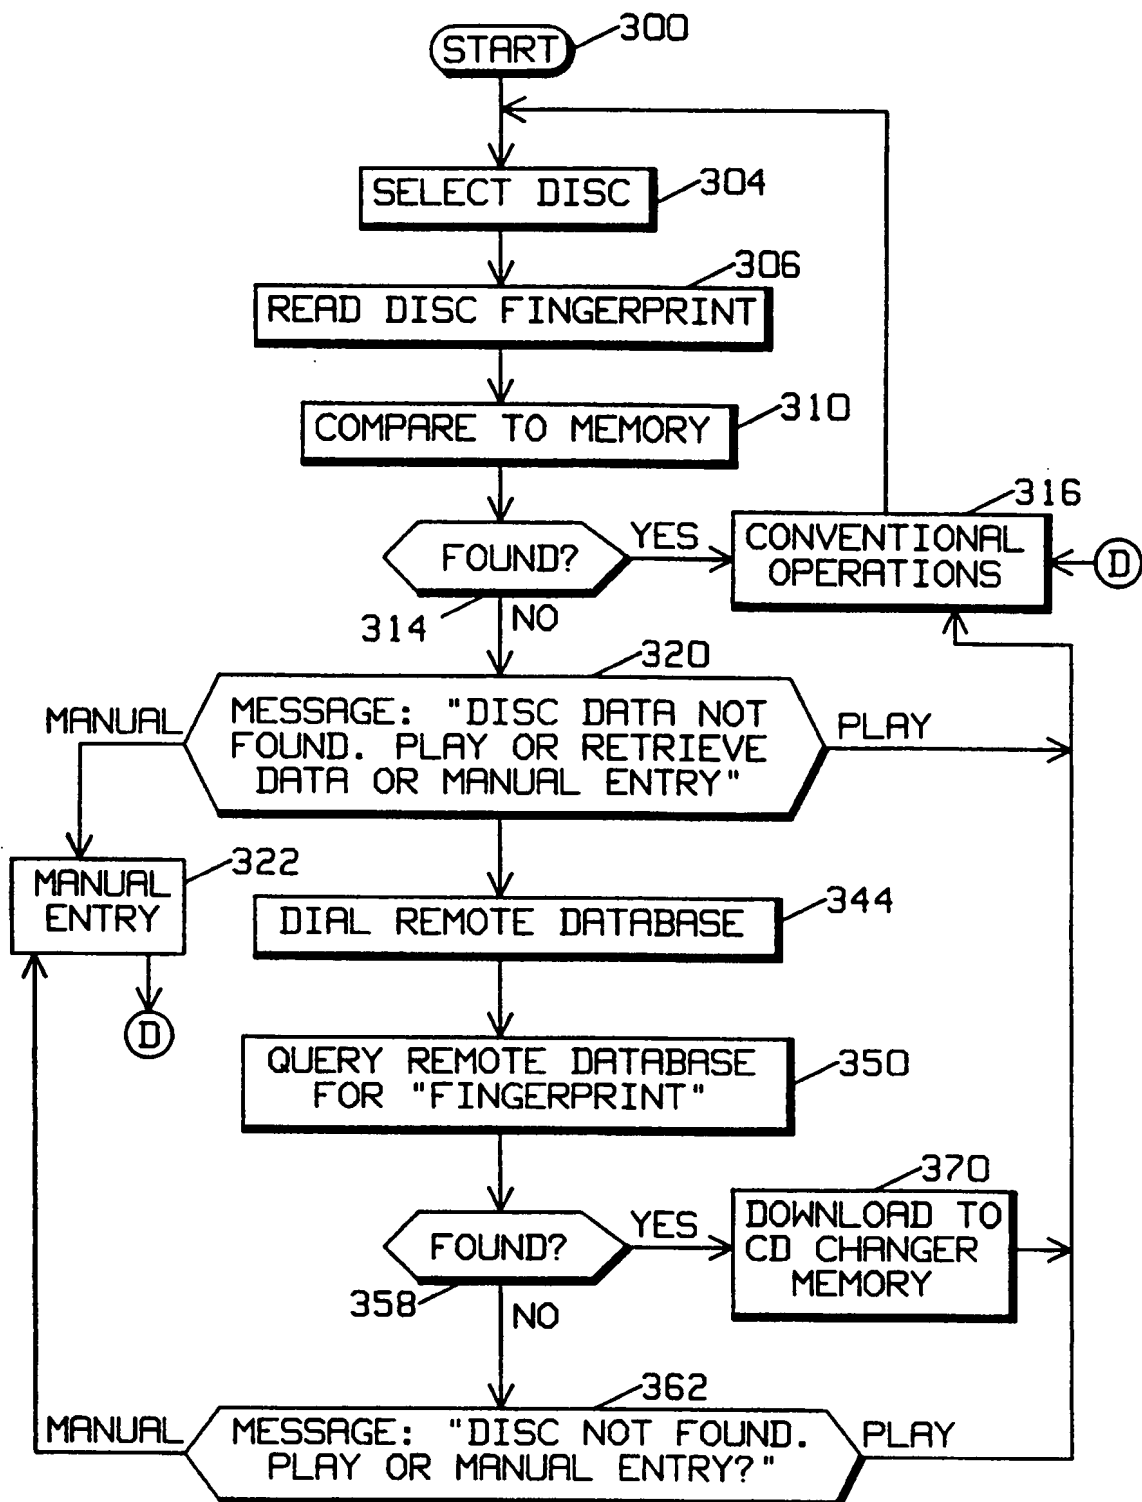 START
300
SELECT DISC
304
306
READ DISC FINGERPRINT
310
COMPARE TO MEMORY
316
FOUND?
YES
CONVENTIONAL
OPERATIONS
D
314
NO
320
MANUAL
MESSAGE: "DISC DATA NOT
FOUND. PLAY OR RETRIEVE
DATA OR MANUAL ENTRY"
PLAY
322
MANUAL
ENTRY
D
344
DIAL REMOTE DATABASE
350
QUERY REMOTE DATABASE
FOR "FINGERPRINT"
370
FOUND?
YES
DOWNLOAD TO
CD CHANGER
MEMORY
358
NO
362
MANUAL
MESSAGE: "DISC NOT FOUND.
PLAY OR MANUAL ENTRY?"
PLAY